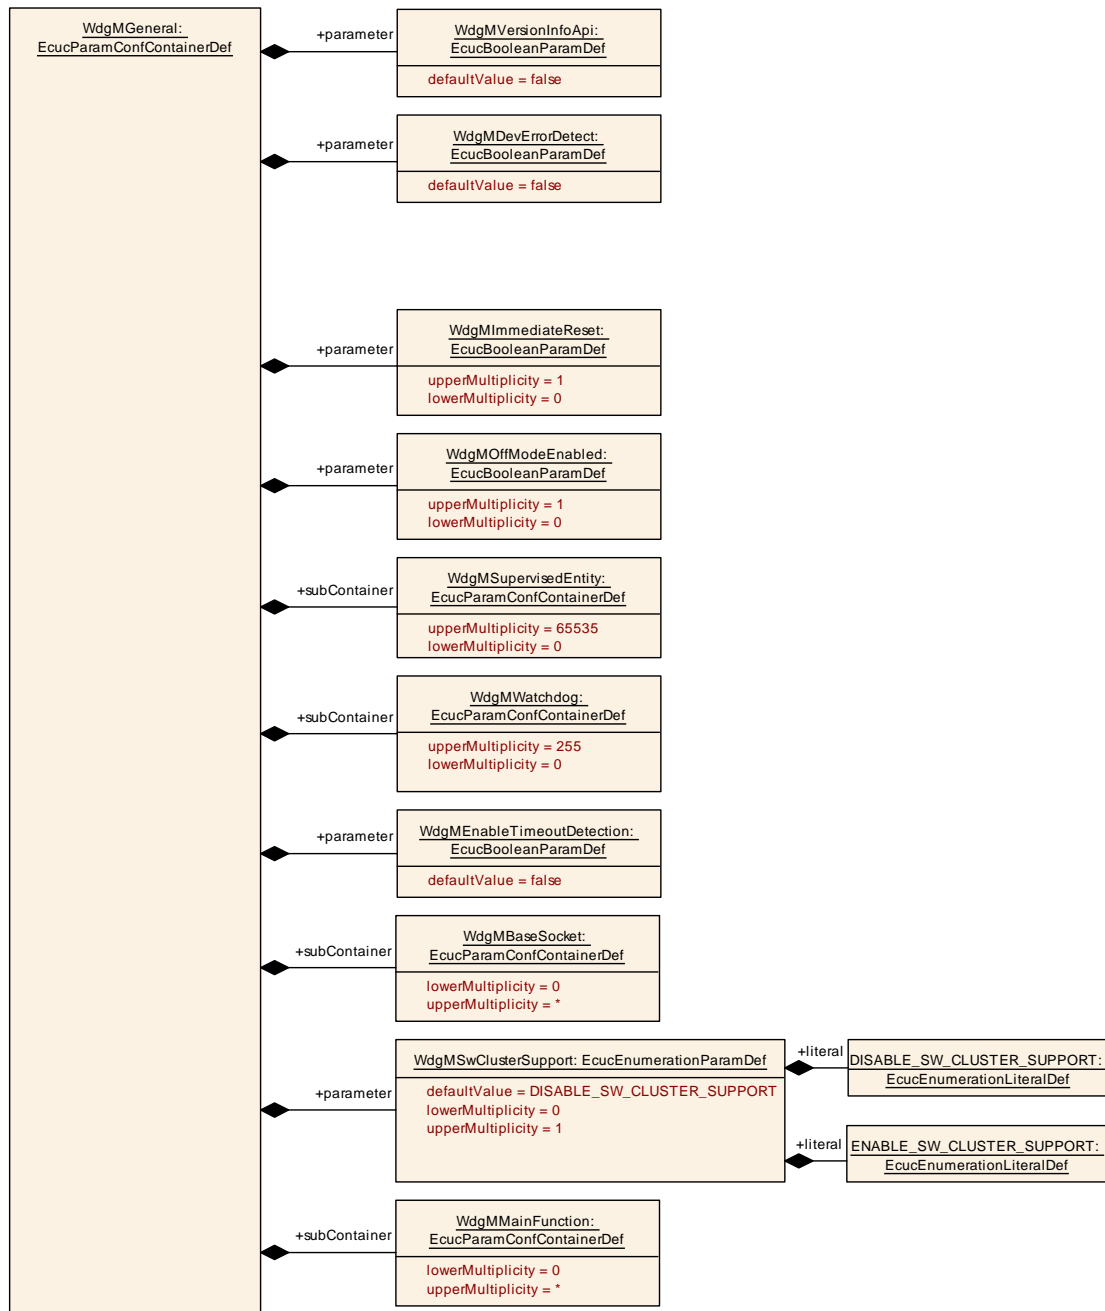 WdgMGeneral:
EcucParamConfContainerDef
+parameter
WdgMVersionInfoApi:
EcucBooleanParamDef
defaultValue = false
+parameter
WdgMDevErrorDetect:
EcucBooleanParamDef
defaultValue = false
+parameter
WdgMImmediateReset:
EcucBooleanParamDef
upperMultiplicity = 1
lowerMultiplicity = 0
+parameter
WdgMOffModeEnabled:
EcucBooleanParamDef
upperMultiplicity = 1
lowerMultiplicity = 0
+subContainer
WdgMSupervisedEntity:
EcucParamConfContainerDef
upperMultiplicity = 65535
lowerMultiplicity = 0
+subContainer
WdgMWatchdog:
EcucParamConfContainerDef
upperMultiplicity = 255
lowerMultiplicity = 0
+parameter
WdgMEnableTimeoutDetection:
EcucBooleanParamDef
defaultValue = false
+subContainer
WdgMBaseSocket:
EcucParamConfContainerDef
lowerMultiplicity = 0
upperMultiplicity = *
+parameter
WdgMSwClusterSupport: EcucEnumerationParamDef
defaultValue = DISABLE_SW_CLUSTER_SUPPORT
lowerMultiplicity = 0
upperMultiplicity = 1
+literal
DISABLE_SW_CLUSTER_SUPPORT:
EcucEnumerationLiteralDef
+literal
ENABLE_SW_CLUSTER_SUPPORT:
EcucEnumerationLiteralDef
+subContainer
WdgMMainFunction:
EcucParamConfContainerDef
lowerMultiplicity = 0
upperMultiplicity = *